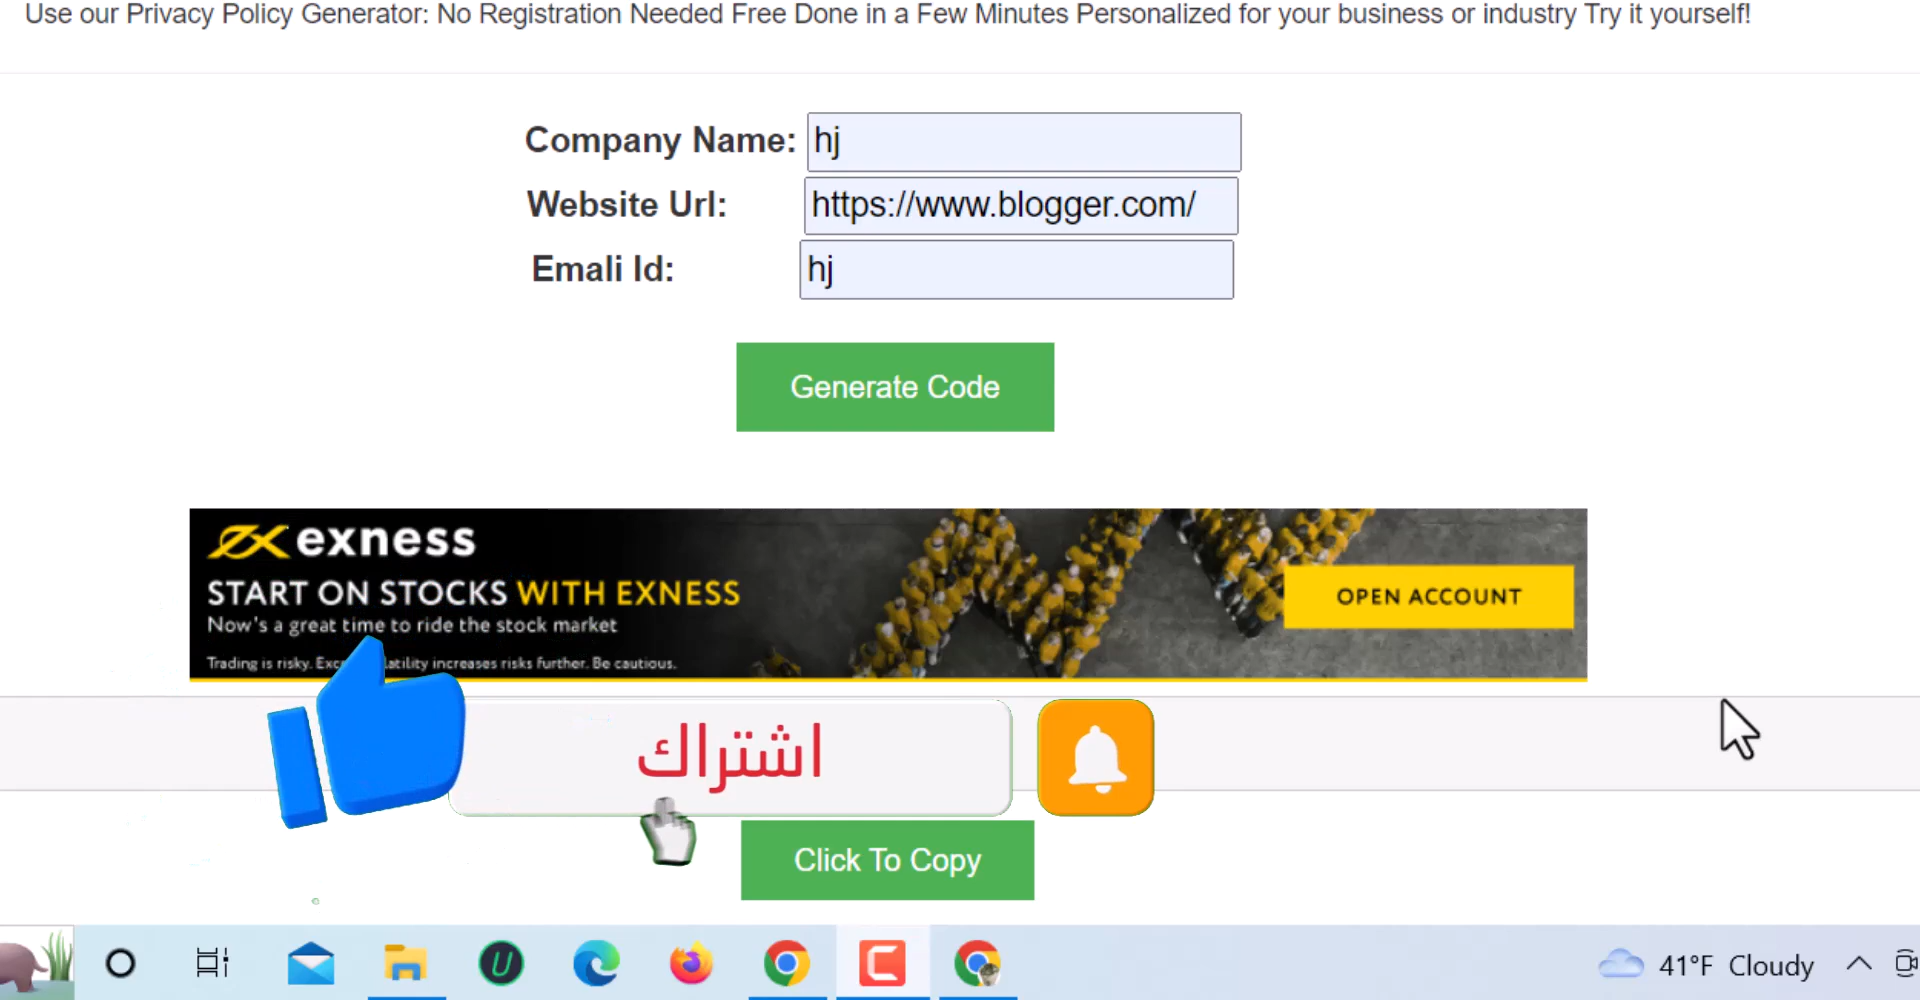 Use our Privacy Policy Generator: No Registration Needed Free Done in a Few Minutes Personalized for your business or industry Try it yourself!
Company Name: hj
Website Url: https://www.blogger.com/
Emali Id: hj
Generate Code
exness
START ON STOCKS WITH EXNESS
Now's a great time to ride the stock market
OPEN ACCOUNT
Trading is risky. Exc atility increases risks further. Be cautious.
اشتراك
Click To Copy
41°F Cloudy